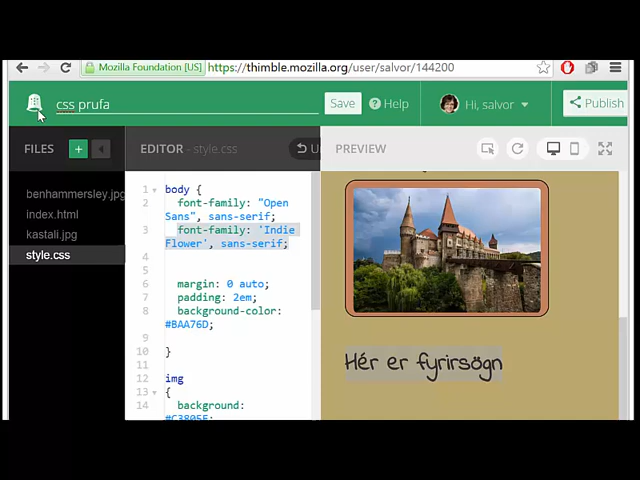 Mozilla Foundation [US] https://thimble.mozilla.org/user/salvor/144200
css prufa Save Help Hi, salvor Publish
FILES EDITOR - style.css PREVIEW
benhammersley.jpg
index.html
kastali.jpg
style.css
1 body {
2 font-family: "Open
Sans", sans-serif;
3 font-family: 'Indie
Flower', sans-serif;
4
5
6 margin: 0 auto;
7 padding: 2em;
8 background-color:
#BAA76D;
9
10 }
11
12 img
13 {
14 background:
#C3805E;
Hér er fyrirsögn